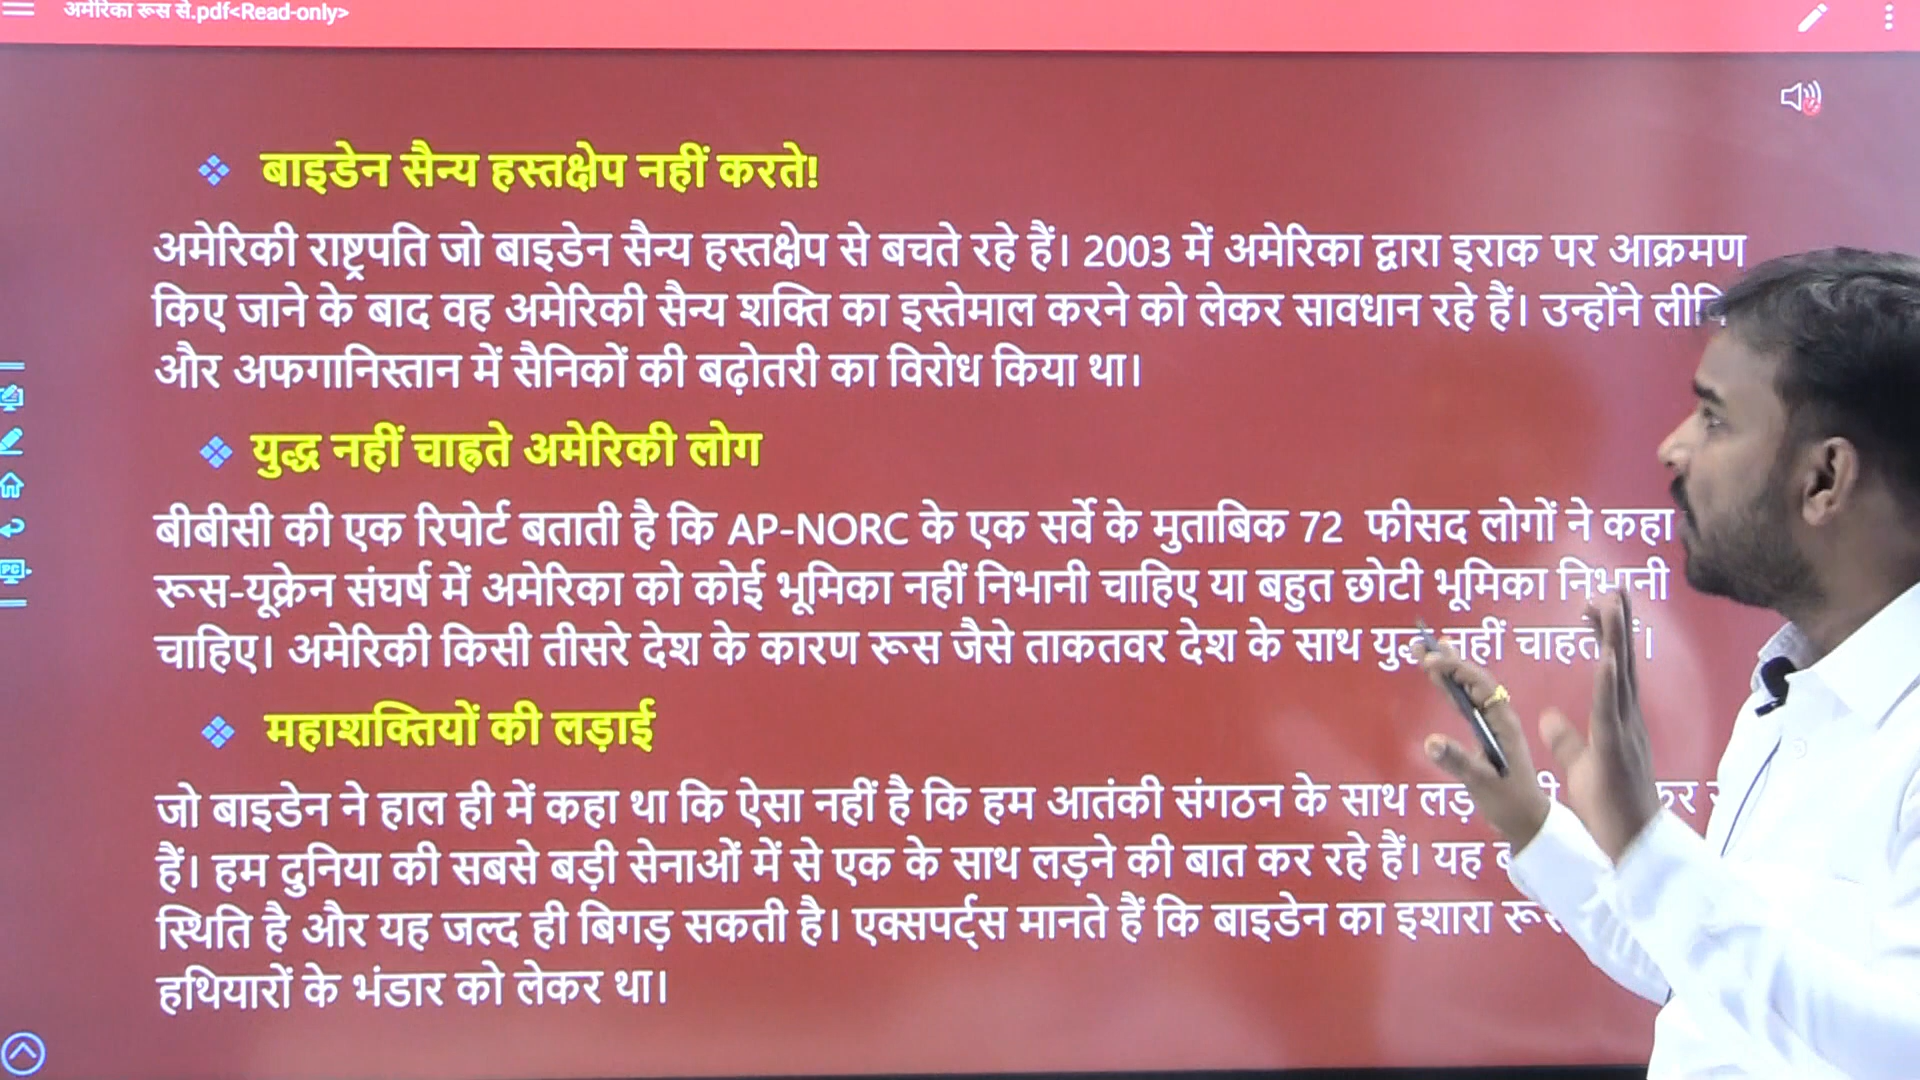 अमेरिका रूस से.pdf<Read-only>
बाइडेन सैन्य हस्तक्षेप नहीं करते!
अमेरिकी राष्ट्रपति जो बाइडेन सैन्य हस्तक्षेप से बचते रहे हैं। 2003 में अमेरिका द्वारा इराक पर आक्रमण
किए जाने के बाद वह अमेरिकी सैन्य शक्ति का इस्तेमाल करने को लेकर सावधान रहे हैं। उन्होंने
और अफगानिस्तान में सैनिकों की बढ़ोतरी का विरोध किया था।
युद्ध नहीं चाहते अमेरिकी लोग
बीबीसी की एक रिपोर्ट बताती है कि AP-NORC के एक सर्वे के मुताबिक 72 फीसद लोगों ने कहा
रूस-यूक्रेन संघर्ष में अमेरिका को कोई भूमिका नहीं निभानी चाहिए या बहुत छोटी भूमिका निभानी
चाहिए। अमेरिकी किसी तीसरे देश के कारण रूस जैसे ताकतवर देश के साथ युद्ध नहीं चाहते
महाशक्तियों की लड़ाई
जो बाइडेन ने हाल ही में कहा था कि ऐसा नहीं है कि हम आतंकी संगठन के साथ
हैं। हम दुनिया की सबसे बड़ी सेनाओं में से एक के साथ लड़ने की बात कर रहे हैं। यह
स्थिति है और यह जल्द ही बिगड़ सकती है। एक्सपर्ट्स मानते हैं कि बाइडेन का इशारा
हथियारों के भंडार को लेकर था।
PC